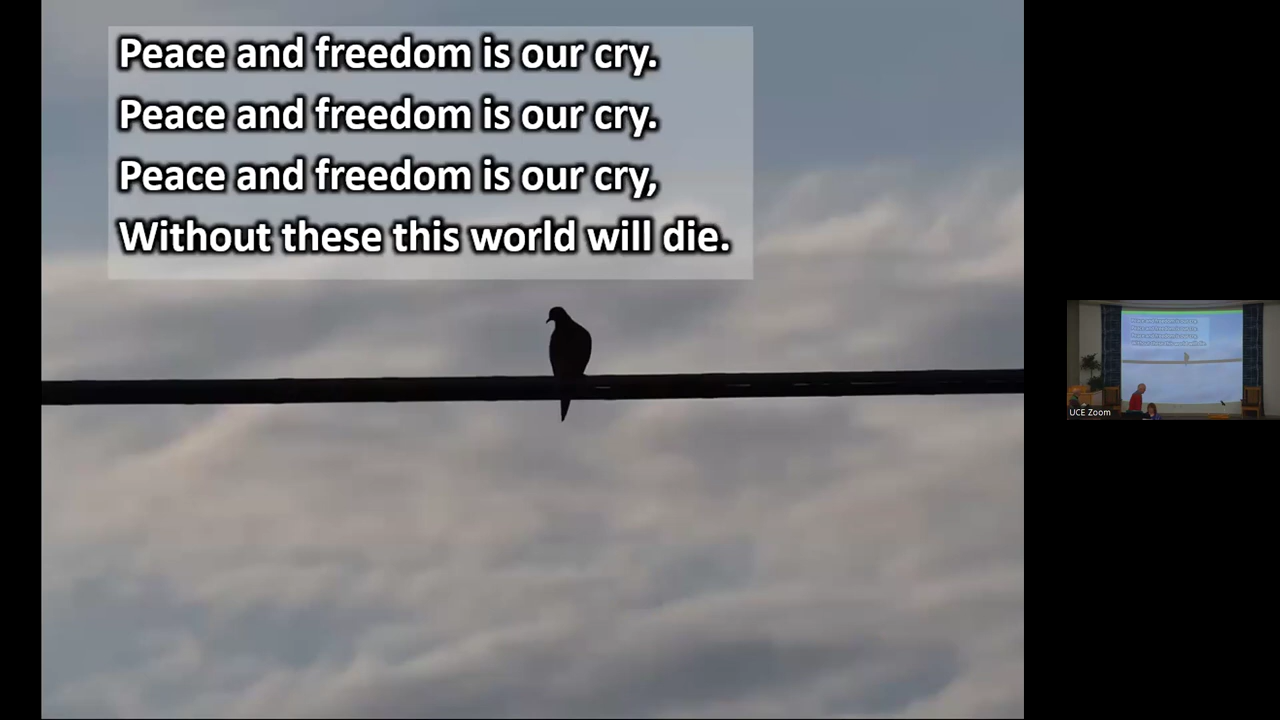 Peace and freedom is our cry.
Peace and freedom is our cry.
Peace and freedom is our cry,
Without these this world will die.
UCE Zoom